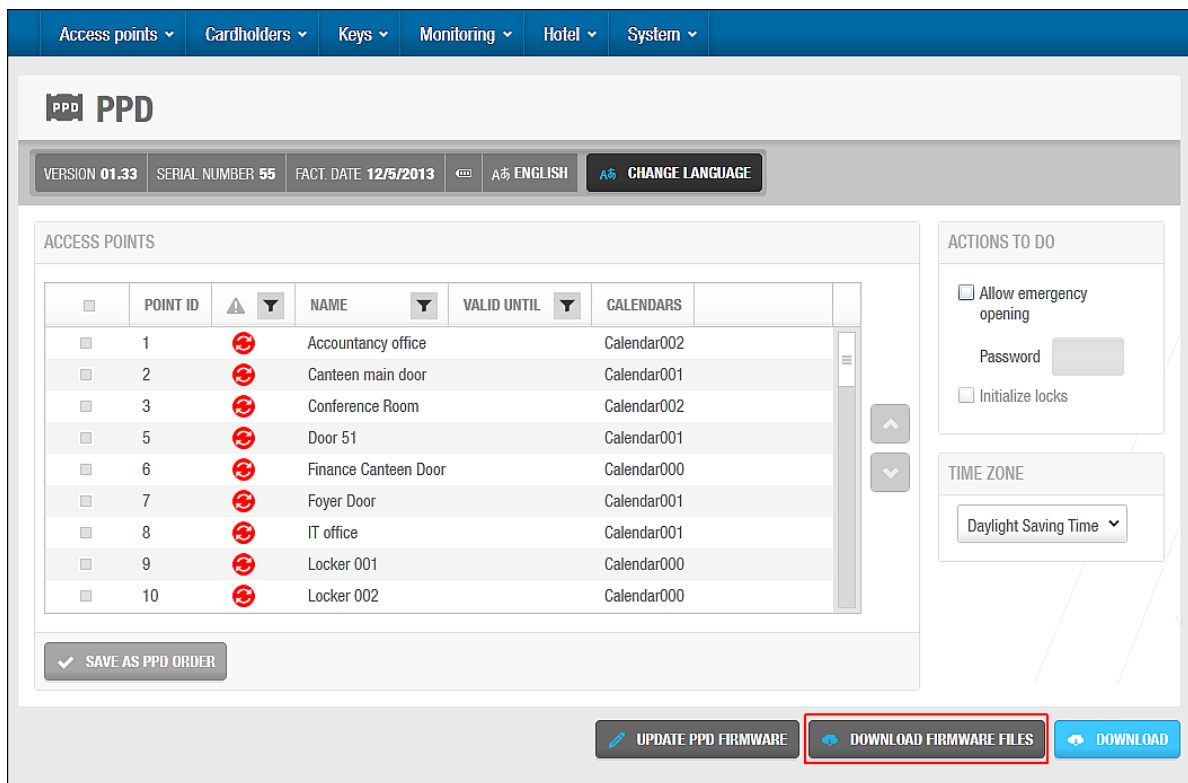 Access points Cardholders Keys Monitoring Hotel System
PPD PPD
VERSION 01.33 SERIAL NUMBER 55 FACT. DATE 12/5/2013 Aあ ENGLISH Aあ CHANGE LANGUAGE
ACCESS POINTS
POINT ID NAME VALID UNTIL CALENDARS
1 Accountancy office Calendar002
2 Canteen main door Calendar001
3 Conference Room Calendar002
5 Door 51 Calendar001
6 Finance Canteen Door Calendar000
7 Foyer Door Calendar001
8 IT office Calendar001
9 Locker 001 Calendar000
10 Locker 002 Calendar000
SAVE AS PPD ORDER
ACTIONS TO DO
Allow emergency
opening
Password
Initialize locks
TIME ZONE
Daylight Saving Time
UPDATE PPD FIRMWARE DOWNLOAD FIRMWARE FILES DOWNLOAD